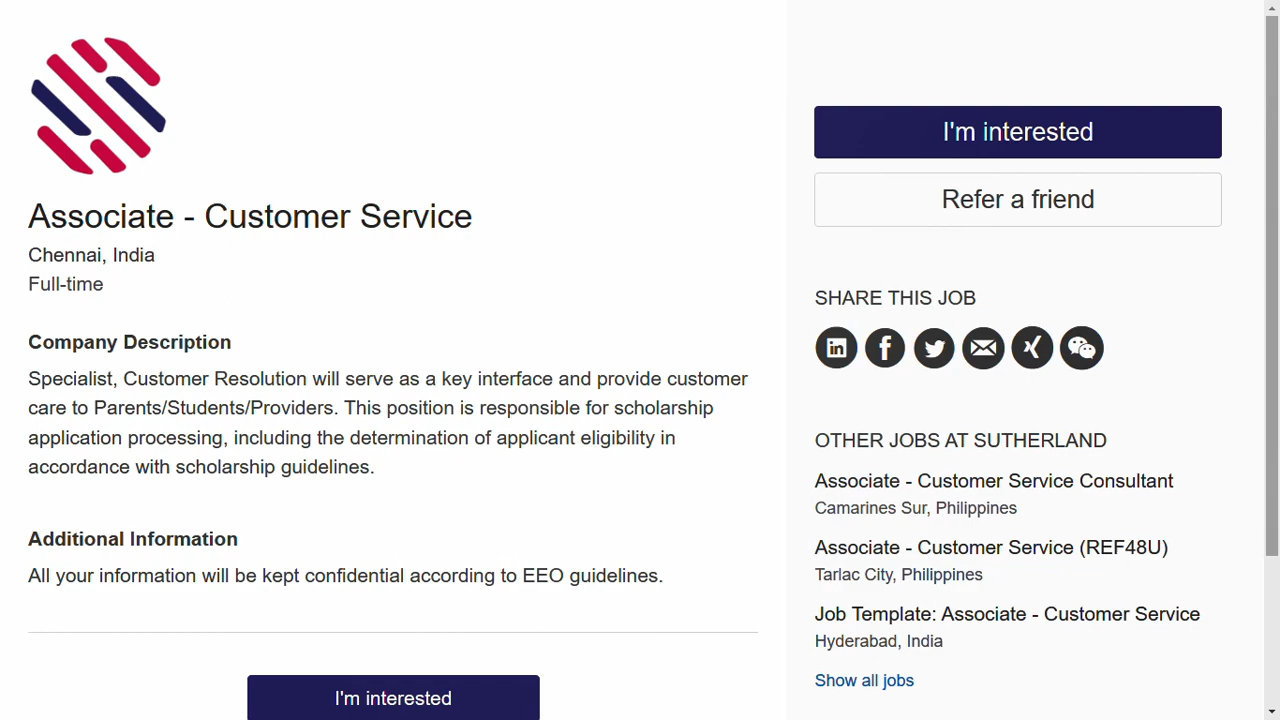 Associate - Customer Service
Chennai, India
Full-time
Company Description
Specialist, Customer Resolution will serve as a key interface and provide customer
care to Parents/Students/Providers. This position is responsible for scholarship
application processing, including the determination of applicant eligibility in
accordance with scholarship guidelines.
Additional Information
All your information will be kept confidential according to EEO guidelines.
I'm interested
I'm interested
Refer a friend
SHARE THIS JOB
OTHER JOBS AT SUTHERLAND
Associate - Customer Service Consultant
Camarines Sur, Philippines
Associate - Customer Service (REF48U)
Tarlac City, Philippines
Job Template: Associate - Customer Service
Hyderabad, India
Show all jobs